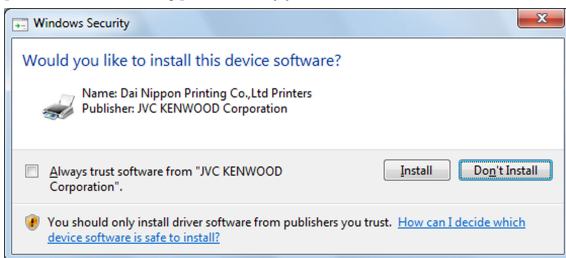 Windows Security
Would you like to install this device software?
Name: Dai Nippon Printing Co.,Ltd Printers
Publisher: JVC KENWOOD Corporation
Always trust software from "JVC KENWOOD
Corporation".
Install
Don't Install
You should only install driver software from publishers you trust. How can I decide which
device software is safe to install?